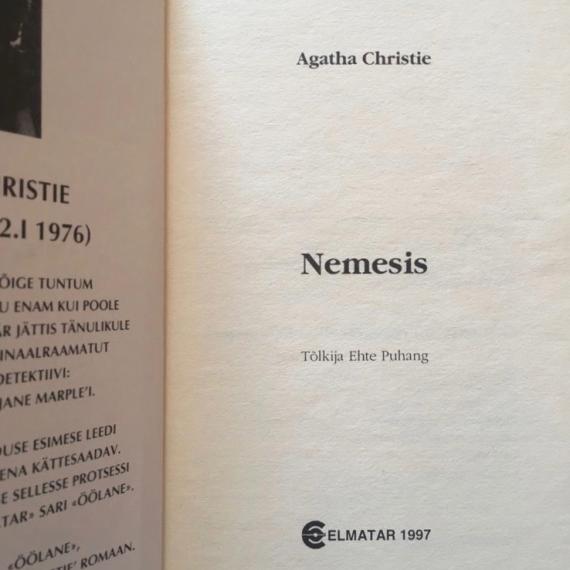 RISTIE
2.I 1976)
ÕIGE TUNTUM
U ENAM KUI POOLE
ÄR JÄTTIS TÄNULIKULE
INAALRAAMATUT
DETEKTIIVI:
JANE MARPLE'I.
OUSE ESIMESE LEEDI
ENA KÄTTESAADAV.
E SELLESSE PROTSESSI
TAR» SARI «ÖÖLANE».
«ÖÖLANE»,
TIE' ROMAAN.
Agatha Christie
Nemesis
Tõlkija Ehte Puhang
ELMATAR 1997